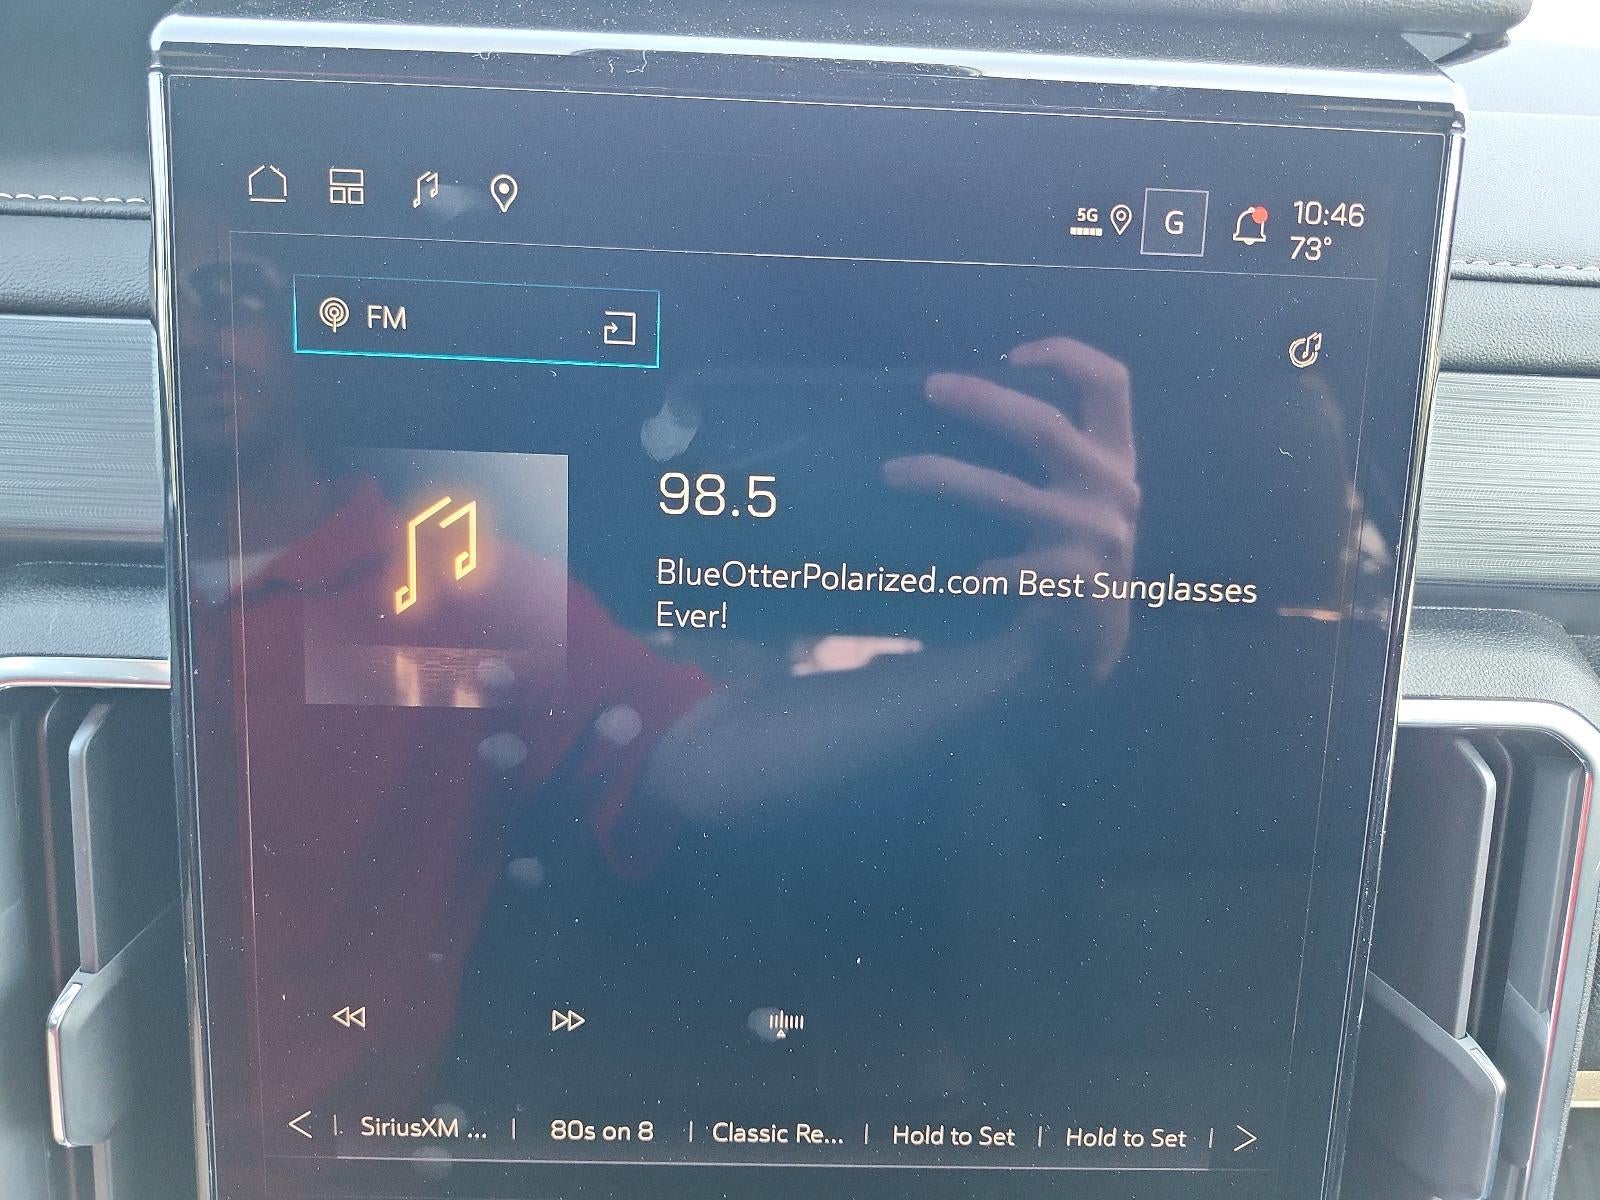 5G
G
10:46
73°
FM
98.5
BlueOtterPolarized.com Best Sunglasses
Ever!
SiriusXM ... | 80s on 8 | Classic Re... | Hold to Set | Hold to Set |